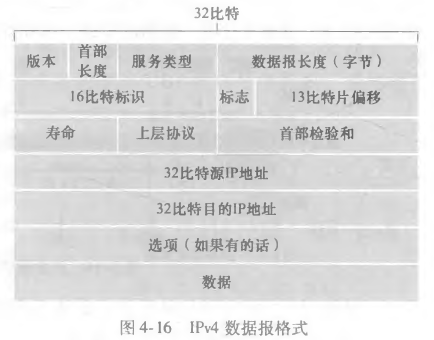 32比特
版本 首部长度 服务类型 数据报长度（字节）
16比特标识 标志 13比特片偏移
寿命 上层协议 首部检验和
32比特源IP地址
32比特目的IP地址
选项（如果有的话）
数据
图4-16 IPv4 数据报格式